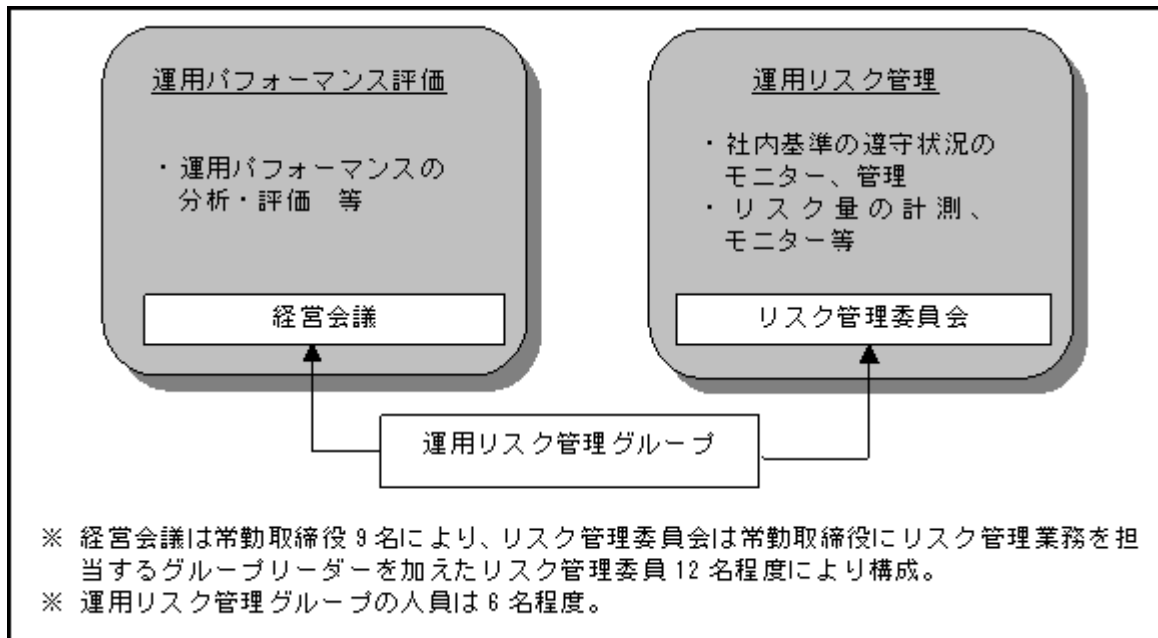 運用パフォーマンス評価
・運用パフォーマンスの
分析・評価 等
経営会議
運用リスク管理
・社内基準の遵守状況の
モニター、管理
・リスク量の計測、
モニター等
リスク管理委員会
運用リスク管理グループ
※ 経営会議は常勤取締役9名により、リスク管理委員会は常勤取締役にリスク管理業務を担
当するグループリーダーを加えたリスク管理委員12名程度により構成。
※ 運用リスク管理グループの人員は6名程度。